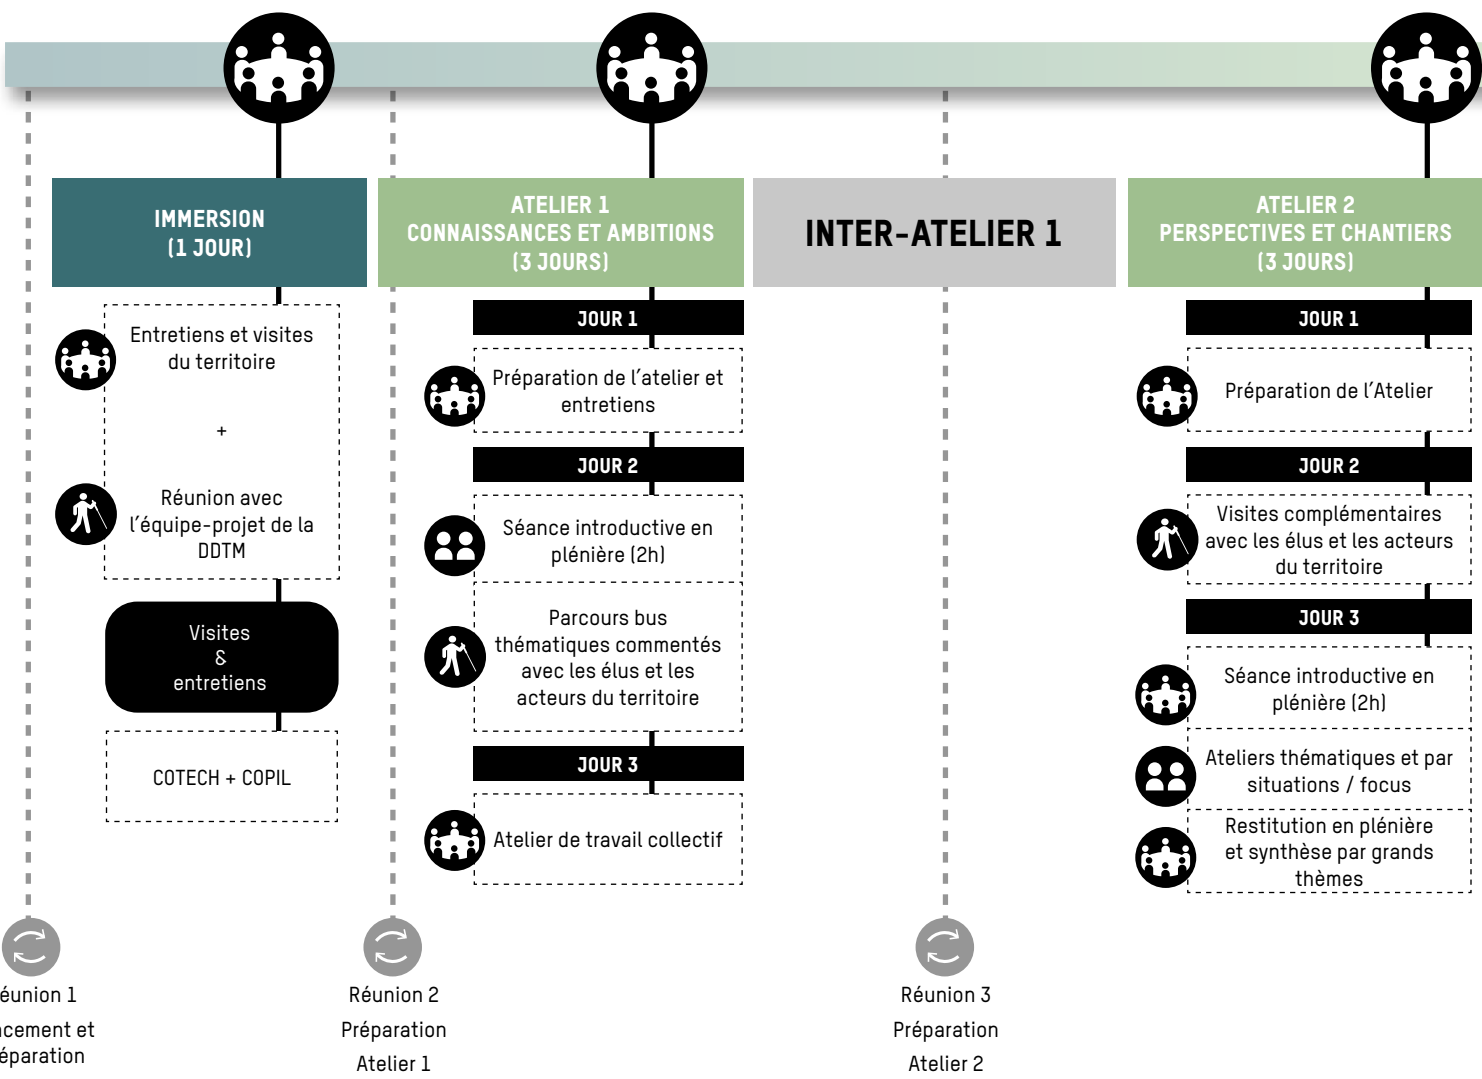 IMMERSION
(1 JOUR)
Entretiens et visites
du territoire
+
Réunion avec
l'équipe-projet de la
DDTM
Visites
&
entretiens
COTECH + COPIL
ATELIER 1
CONNAISSANCES ET AMBITIONS
(3 JOURS)
JOUR 1
Préparation de l'atelier et
entretiens
JOUR 2
Séance introductive en
plénière (2h)
Parcours bus
thématiques commentés
avec les élus et les
acteurs du territoire
JOUR 3
Atelier de travail collectif
INTER-ATELIER 1
ATELIER 2
PERSPECTIVES ET CHANTIERS
(3 JOURS)
JOUR 1
Préparation de l'Atelier
JOUR 2
Visites complémentaires
avec les élus et les acteurs
du territoire
JOUR 3
Séance introductive en
plénière (2h)
Ateliers thématiques et par
situations / focus
Restitution en plénière
et synthèse par grands
thèmes
éunion 1
cement et
éparation
Réunion 2
Préparation
Atelier 1
Réunion 3
Préparation
Atelier 2